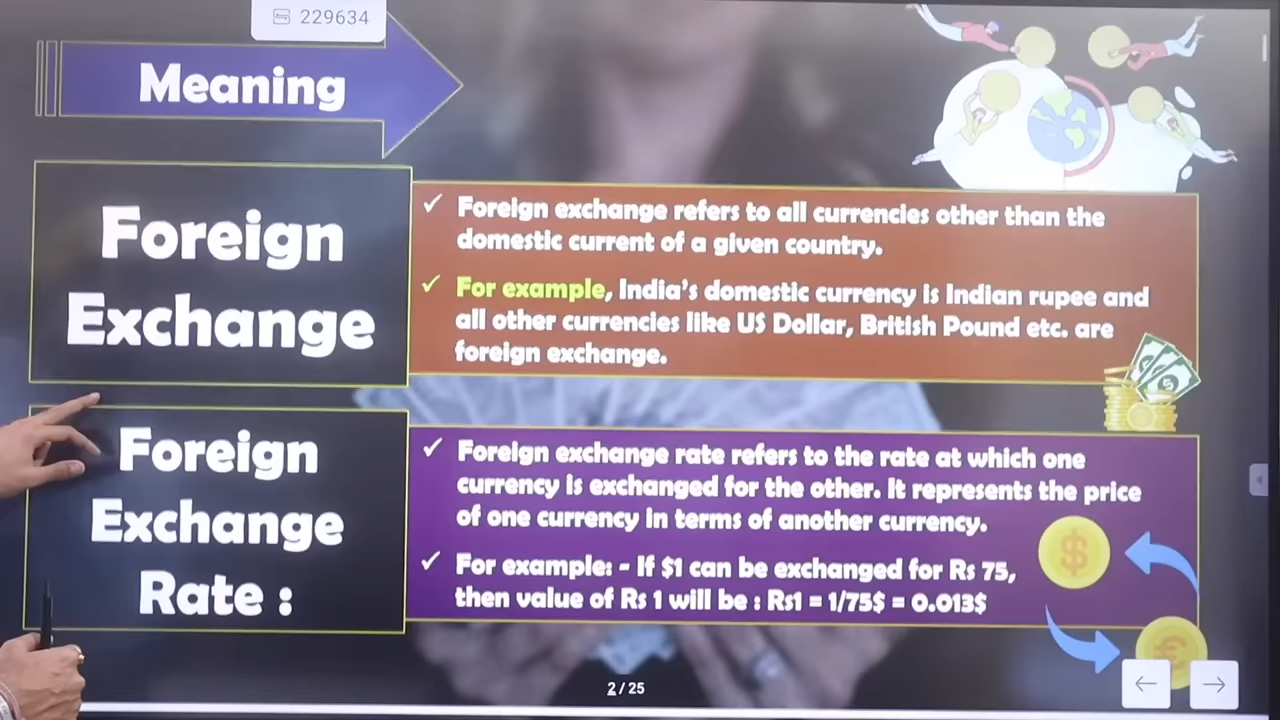 229634
Meaning
Foreign
Exchange
✓ Foreign exchange refers to all currencies other than the
domestic current of a given country.
✓ For example, India's domestic currency is Indian rupee and
all other currencies like US Dollar, British Pound etc. are
foreign exchange.
Foreign
Exchange
Rate :
✓ Foreign exchange rate refers to the rate at which one
currency is exchanged for the other. It represents the price
of one currency in terms of another currency.
✓ For example: - If $1 can be exchanged for Rs 75,
then value of Rs 1 will be : Rs1 = 1/75$ = 0.013$
$
€
2 / 25